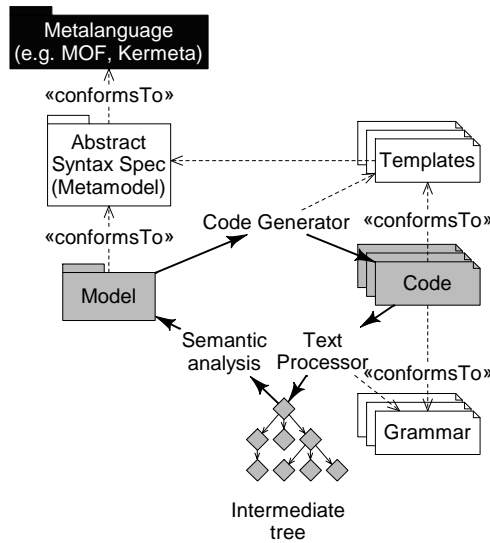 Metalanguage
(e.g. MOF, Kermeta)
«conformsTo»
Abstract
Syntax Spec
(Metamodel)
Templates
«conformsTo»
Code Generator
«conformsTo»
Model
Code
Semantic
analysis
Text
Processor
«conformsTo»
Grammar
Intermediate
tree